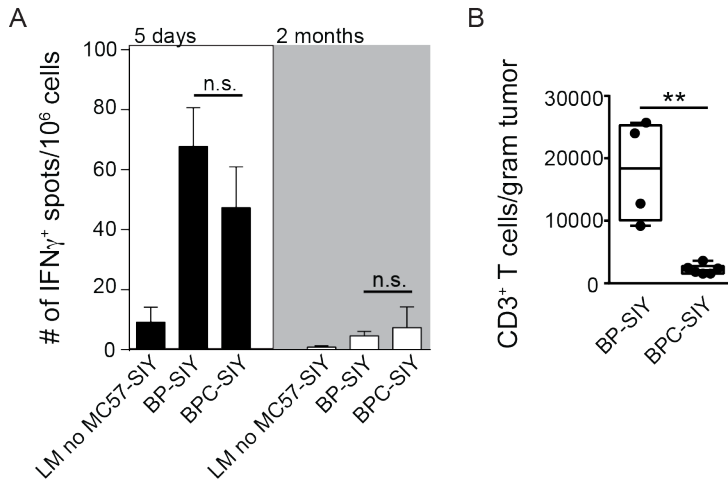 A
5 days
2 months
# of IFNγ⁺ spots/10⁶ cells
100
80
60
40
20
0
n.s.
n.s.
LM no MC57-SIY
BP-SIY
BPC-SIY
LM no MC57-SIY
BP-SIY
BPC-SIY
B
CD3⁺ T cells/gram tumor
30000
20000
10000
0
**
BP-SIY
BPC-SIY